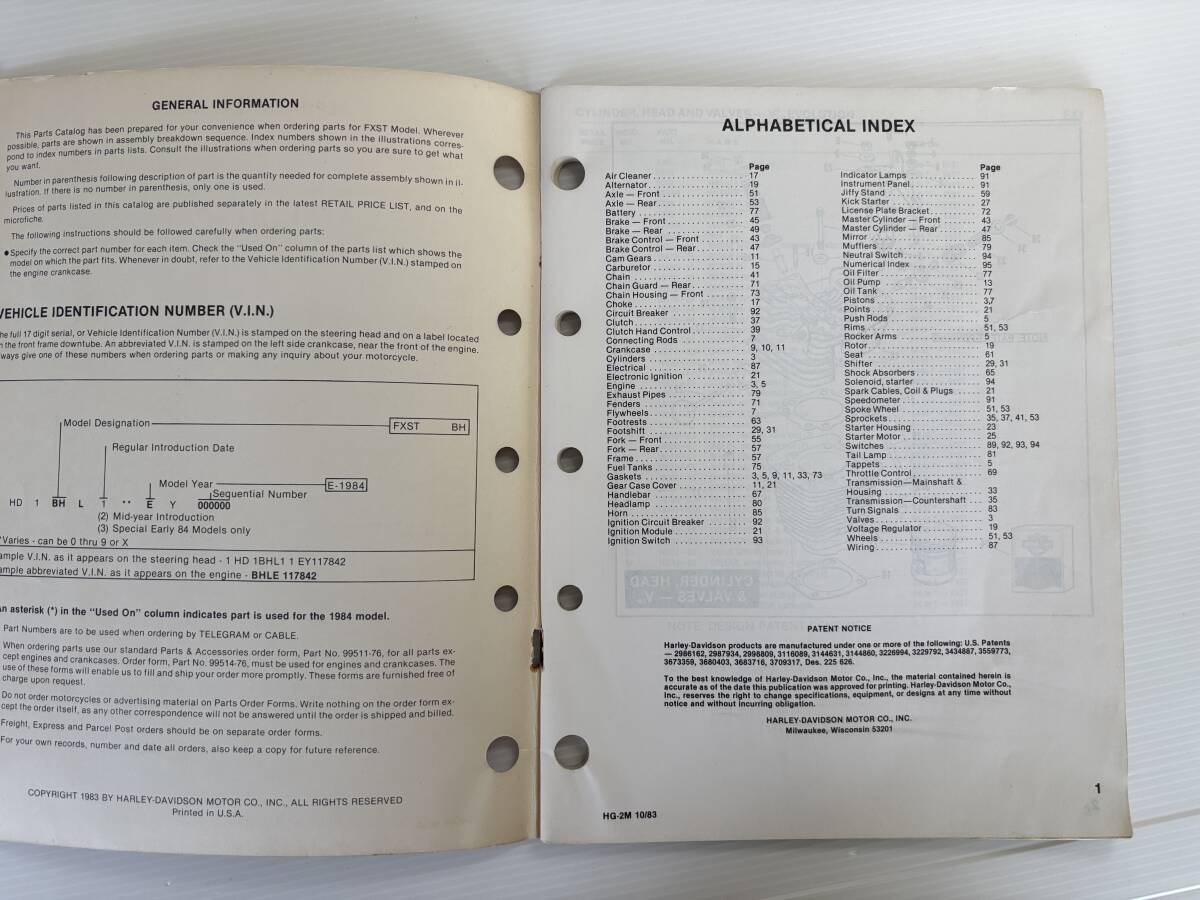 GENERAL INFORMATION
This Parts Catalog has been prepared for your convenience when ordering parts for FXST Model. Wherever
possible, parts are shown in assembly breakdown sequence. Index numbers shown in the illustrations corres-
pond to index numbers in parts lists. Consult the illustrations when ordering parts so you are sure to get what
you want.
Number in parenthesis following description of part is the quantity needed for complete assembly shown in il-
lustration. If there is no number in parenthesis, only one is used.
Prices of parts listed in this catalog are published separately in the latest RETAIL PRICE LIST, and on the
microfiche.
The following instructions should be followed carefully when ordering parts:
● Specify the correct part number for each item. Check the "Used On" column of the parts list which shows the
model on which the part fits. Whenever in doubt, refer to the Vehicle Identification Number (V.I.N.) stamped on
the engine crankcase.
VEHICLE IDENTIFICATION NUMBER (V.I.N.)
he full 17 digit serial, or Vehicle Identification Number (V.I.N.) is stamped on the steering head and on a label located
n the front frame downtube. An abbreviated V.I.N. is stamped on the left side crankcase, near the front of the engine.
ways give one of these numbers when ordering parts or making any inquiry about your motorcycle.
Model Designation
FXST BH
Regular Introduction Date
Model Year
E-1984
Sequential Number
HD 1 BH L 1 ** E Y 000000
(2) Mid-year Introduction
(3) Special Early 84 Models only
*Varies - can be 0 thru 9 or X
ample V.I.N. as it appears on the steering head - 1 HD 1BHL1 1 EY117842
ample abbreviated V.I.N. as it appears on the engine - BHLE 117842
An asterisk (*) in the "Used On" column indicates part is used for the 1984 model.
Part Numbers are to be used when ordering by TELEGRAM or CABLE.
When ordering parts use our standard Parts & Accessories order form, Part No. 99511-76, for all parts ex-
cept engines and crankcases. Order form, Part No. 99514-76, must be used for engines and crankcases. The
use of these forms will enable us to fill and ship your order more promptly. These forms are furnished free of
charge upon request.
Do not order motorcycles or advertising material on Parts Order Forms. Write nothing on the order form ex-
cept the order itself, as any other correspondence will not be answered until the order is shipped and billed.
Freight, Express and Parcel Post orders should be on separate order forms.
For your own records, number and date all orders, also keep a copy for future reference.
COPYRIGHT 1983 BY HARLEY-DAVIDSON MOTOR CO., INC., ALL RIGHTS RESERVED
Printed in U.S.A.
ALPHABETICAL INDEX
Page
Air Cleaner 17
Alternator 19
Axle — Front 51
Axle — Rear 53
Battery 77
Brake — Front 45
Brake — Rear 49
Brake Control — Front 43
Brake Control — Rear 47
Cam Gears 11
Carburetor 15
Chain 41
Chain Guard — Rear 71
Chain Housing — Front 73
Choke 17
Circuit Breaker 92
Clutch 37
Clutch Hand Control 39
Connecting Rods 7
Crankcase 9, 10, 11
Cylinders 3
Electrical 87
Electronic Ignition 21
Engine 3, 5
Exhaust Pipes 79
Fenders 71
Flywheels 7
Footrests 63
Footshift 29, 31
Fork — Front 55
Fork — Rear 57
Frame 57
Fuel Tanks 75
Gaskets 3, 5, 9, 11, 33, 73
Gear Case Cover 11, 21
Handlebar 67
Headlamp 80
Horn 85
Ignition Circuit Breaker 92
Ignition Module 21
Ignition Switch 93
Page
Indicator Lamps 91
Instrument Panel 91
Jiffy Stand 59
Kick Starter 27
License Plate Bracket 72
Master Cylinder — Front 43
Master Cylinder — Rear 47
Mirror 85
Mufflers 79
Neutral Switch 94
Numerical Index 95
Oil Filter 77
Oil Pump 13
Oil Tank 77
Pistons 3,7
Points 21
Push Rods 5
Rims 51, 53
Rocker Arms 5
Rotor 19
Seat 61
Shifter 29, 31
Shock Absorbers 65
Solenoid, starter 94
Spark Cables, Coil & Plugs 21
Speedometer 91
Spoke Wheel 51, 53
Sprockets 35, 37, 41, 53
Starter Housing 23
Starter Motor 25
Switches 89, 92, 93, 94
Tail Lamp 81
Tappets 5
Throttle Control 69
Transmission—Mainshaft &
Housing 33
Transmission—Countershaft 35
Turn Signals 83
Valves 3
Voltage Regulator 19
Wheels 51, 53
Wiring 87
PATENT NOTICE
Harley-Davidson products are manufactured under one or more of the following: U.S. Patents
— 2986162, 2987934, 2998809, 3116089, 3144631, 3144860, 3226994, 3229792, 3434887, 3559773,
3673359, 3680403, 3683716, 3709317, Des. 225 626.
To the best knowledge of Harley-Davidson Motor Co., Inc., the material contained herein is
accurate as of the date this publication was approved for printing. Harley-Davidson Motor Co.,
Inc., reserves the right to change specifications, equipment, or designs at any time without
notice and without incurring obligation.
HARLEY-DAVIDSON MOTOR CO., INC.
Milwaukee, Wisconsin 53201
1
HG-2M 10/83